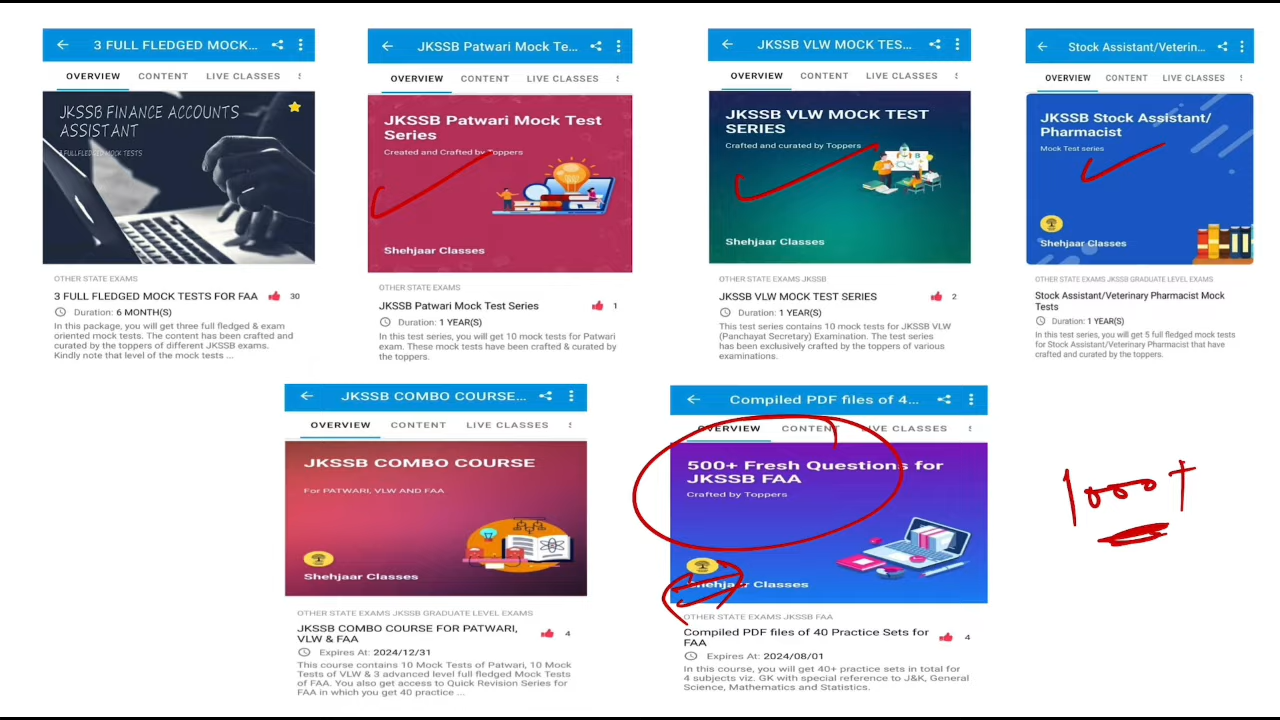 3 FULL FLEDGED MOCK...
OVERVIEW CONTENT LIVE CLASSES
JKSSB FINANCE ACCOUNTS
ASSISTANT
3 FULLFLEDGED MOCK TESTS
OTHER STATE EXAMS
3 FULL FLEDGED MOCK TESTS FOR FAA 30
Duration: 6 MONTH(S)
In this package, you will get three full fledged & exam
oriented mock tests. The content has been crafted and
curated by the toppers of different JKSSB exams.
Kindly note that level of the mock tests ...
JKSSB Patwari Mock Te...
OVERVIEW CONTENT LIVE CLASSES
JKSSB Patwari Mock Test
Series
Created and Crafted by Toppers
Shehjaar Classes
OTHER STATE EXAMS
JKSSB Patwari Mock Test Series 1
Duration: 1 YEAR(S)
In this test series, you will get 10 mock tests for Patwari
exam. These mock tests have been crafted & curated by
the toppers.
JKSSB VLW MOCK TES...
OVERVIEW CONTENT LIVE CLASSES
JKSSB VLW MOCK TEST
SERIES
Crafted and curated by Toppers
Shehjaar Classes
OTHER STATE EXAMS JKSSB
JKSSB VLW MOCK TEST SERIES 2
Duration: 1 YEAR(S)
This test series contains 10 mock tests for JKSSB VLW
(Panchayat Secretary) Examination. The test series
has been exclusively crafted by the toppers of various
examinations.
Stock Assistant/Veterin...
OVERVIEW CONTENT LIVE CLASSES
JKSSB Stock Assistant/
Pharmacist
Mock Test series
Shehjaar Classes
OTHER STATE EXAMS JKSSB GRADUATE LEVEL EXAMS
Stock Assistant/Veterinary Pharmacist Mock
Tests
Duration: 1 YEAR(S)
In this test series, you will get 5 full fledged mock tests
for Stock Assistant/Veterinary Pharmacist that have
crafted and curated by the toppers.
JKSSB COMBO COURSE...
OVERVIEW CONTENT LIVE CLASSES
JKSSB COMBO COURSE
For PATWARI, VLW AND FAA
Shehjaar Classes
OTHER STATE EXAMS JKSSB GRADUATE LEVEL EXAMS
JKSSB COMBO COURSE FOR PATWARI,
VLW & FAA 4
Expires At: 2024/12/31
This course contains 10 Mock Tests of Patwari, 10 Mock
Tests of VLW & 3 advanced level full fledged Mock Tests
of FAA. You also get access to Quick Revision Series for
FAA in which you get 40 practice ...
Compiled PDF files of 4...
OVERVIEW CONTENT LIVE CLASSES
500+ Fresh Questions for
JKSSB FAA
Crafted by Toppers
Shehjaar Classes
OTHER STATE EXAMS JKSSB FAA
Compiled PDF files of 40 Practice Sets for
FAA 4
Expires At: 2024/08/01
In this course, you will get 40+ practice sets in total for
4 subjects viz. GK with special reference to J&K, General
Science, Mathematics and Statistics.
1000+